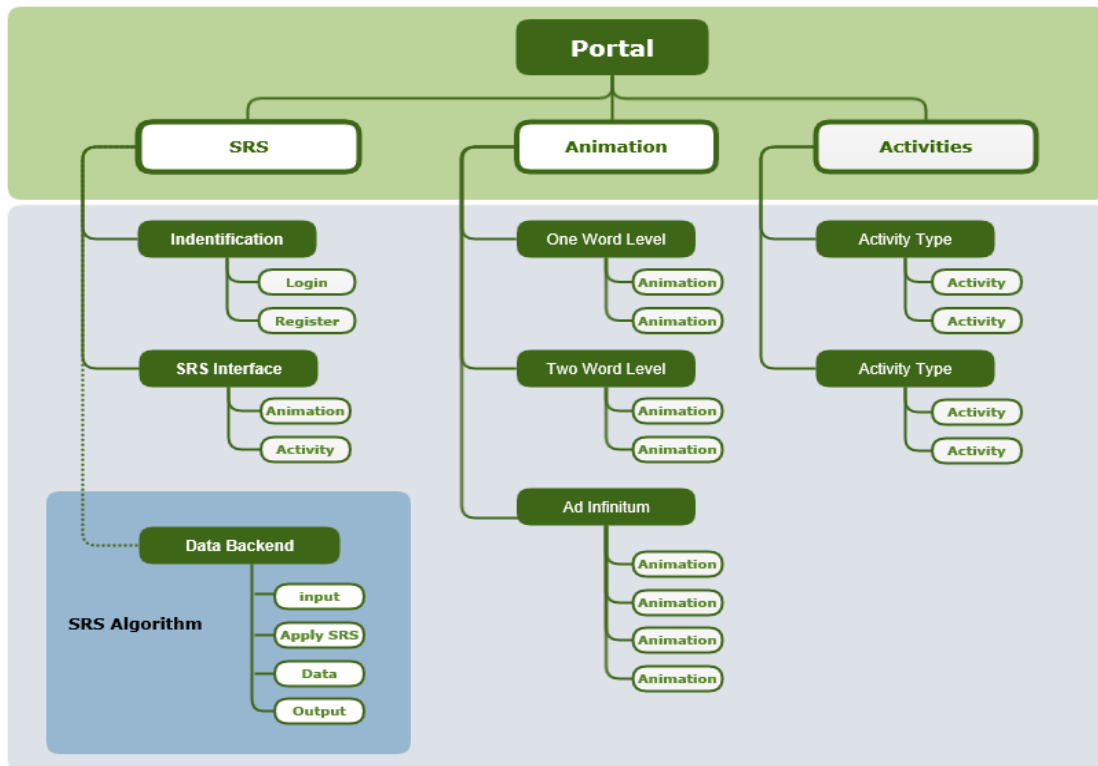 Portal
SRS
Animation
Activities
Indentification
Login
Register
SRS Interface
Animation
Activity
SRS Algorithm
Data Backend
input
Apply SRS
Data
Output
One Word Level
Animation
Animation
Two Word Level
Animation
Animation
Ad Infinitum
Animation
Animation
Animation
Animation
Activity Type
Activity
Activity
Activity Type
Activity
Activity